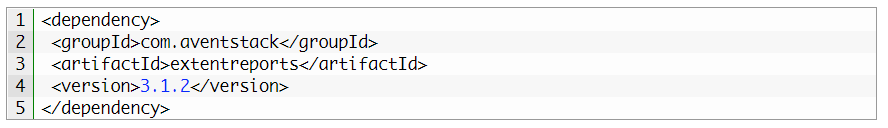 1 <dependency>
2 <groupId>com.aventstack</groupId>
3 <artifactId>extentreports</artifactId>
4 <version>3.1.2</version>
5 </dependency>